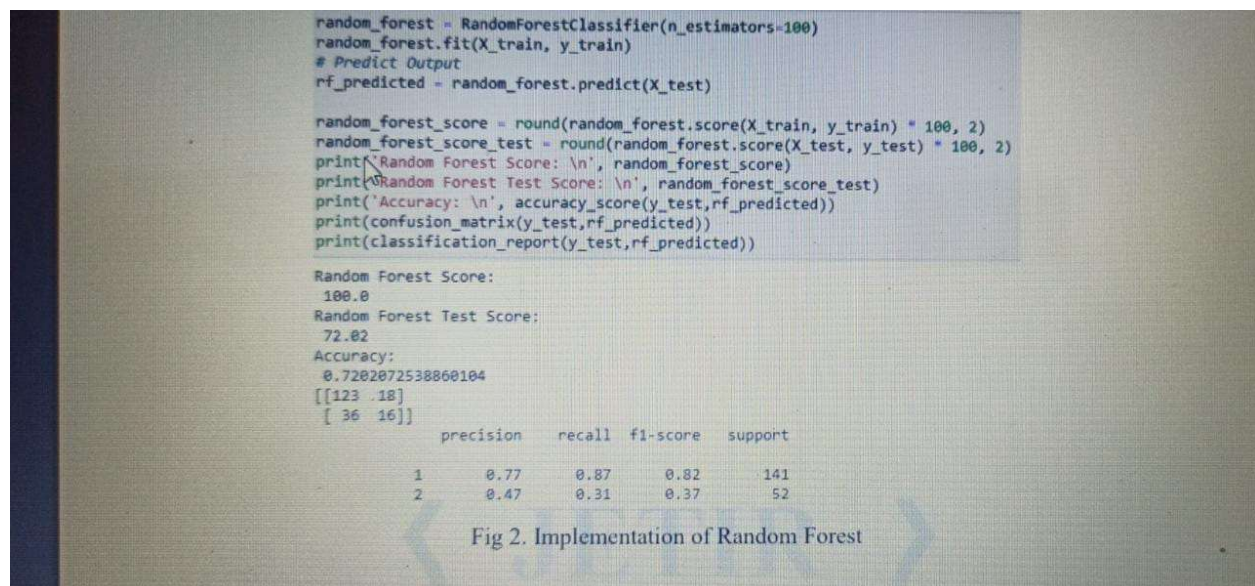 random_forest = RandomForestClassifier(n_estimators=100)
random_forest.fit(X_train, y_train)
# Predict Output
rf_predicted = random_forest.predict(X_test)
random_forest_score = round(random_forest.score(X_train, y_train) * 100, 2)
random_forest_score_test = round(random_forest.score(X_test, y_test) * 100, 2)
print('Random Forest Score: \n', random_forest_score)
print('Random Forest Test Score: \n', random_forest_score_test)
print('Accuracy: \n', accuracy_score(y_test,rf_predicted))
print(confusion_matrix(y_test,rf_predicted))
print(classification_report(y_test,rf_predicted))
Random Forest Score:
100.0
Random Forest Test Score:
72.02
Accuracy:
0.7202072538860104
[[123 18]
[ 36 16]]
precision recall f1-score support
1 0.77 0.87 0.82 141
2 0.47 0.31 0.37 52
JETIR
Fig 2. Implementation of Random Forest